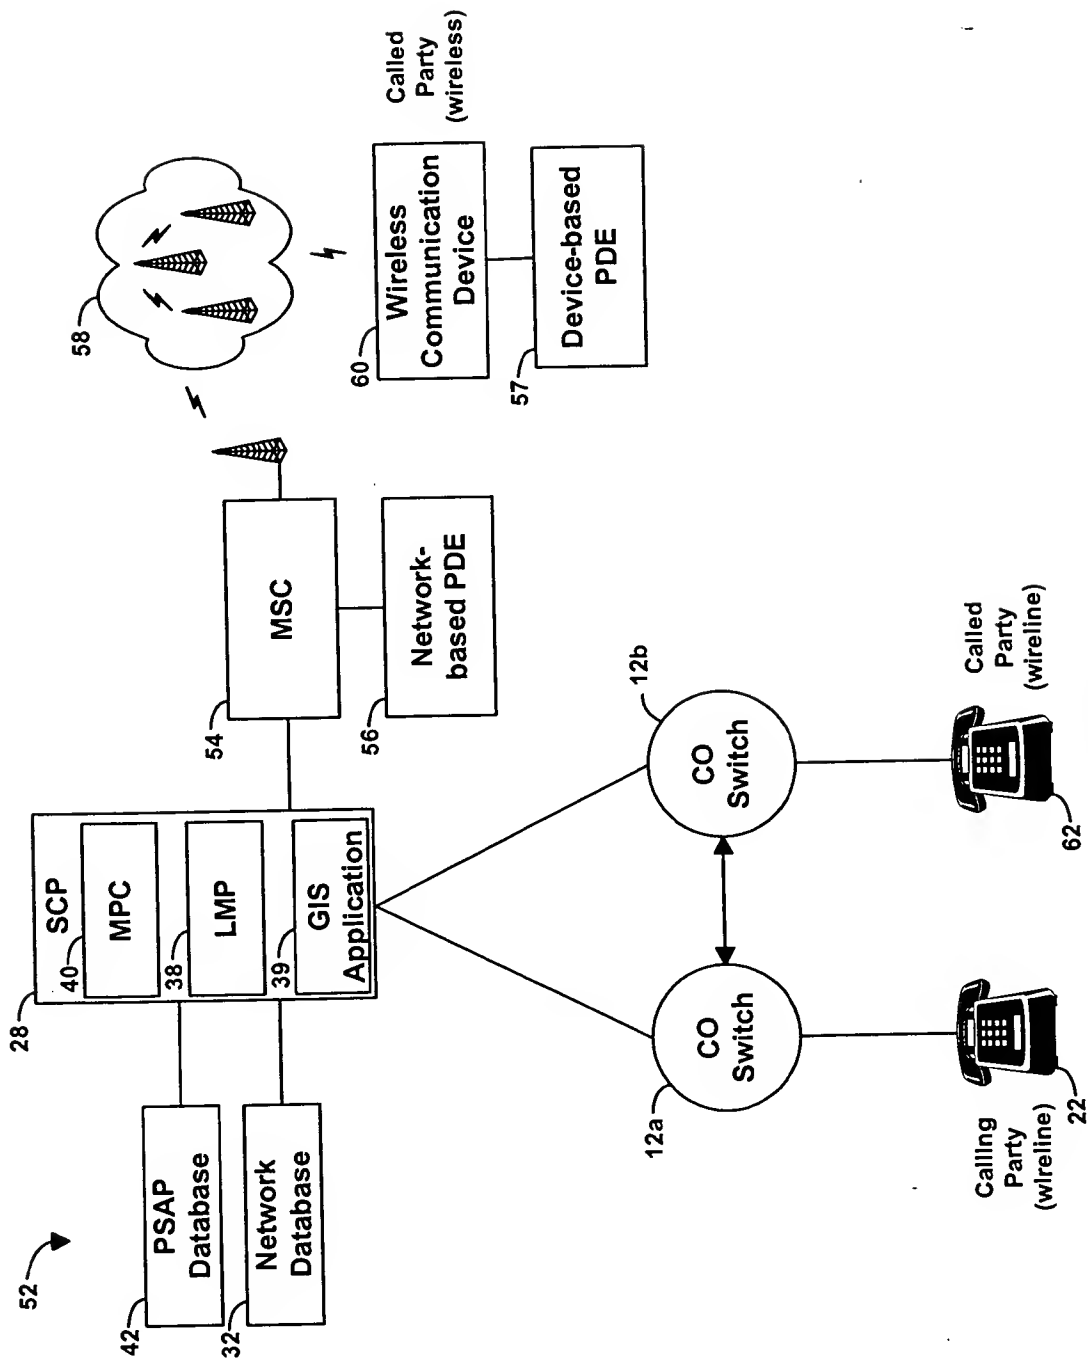 52
28
SCP
40
MPC
38
LMP
39
GIS
Application
42
PSAP
Database
32
Network
Database
54
MSC
56
Network-
based PDE
58
60
Wireless
Communication
Device
Called
Party
(wireless)
57
Device-based
PDE
12a
CO
Switch
12b
CO
Switch
Calling
Party
(wireline)
22
Called
Party
(wireline)
62